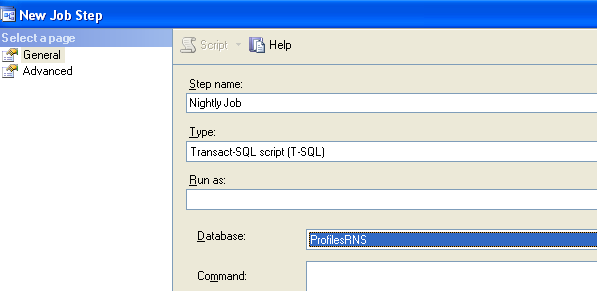 New Job Step
Select a page
General
Advanced
Script
Help
Step name:
Nightly Job
Type:
Transact-SQL script (T-SQL)
Run as:
Database:
ProfilesRNS
Command: